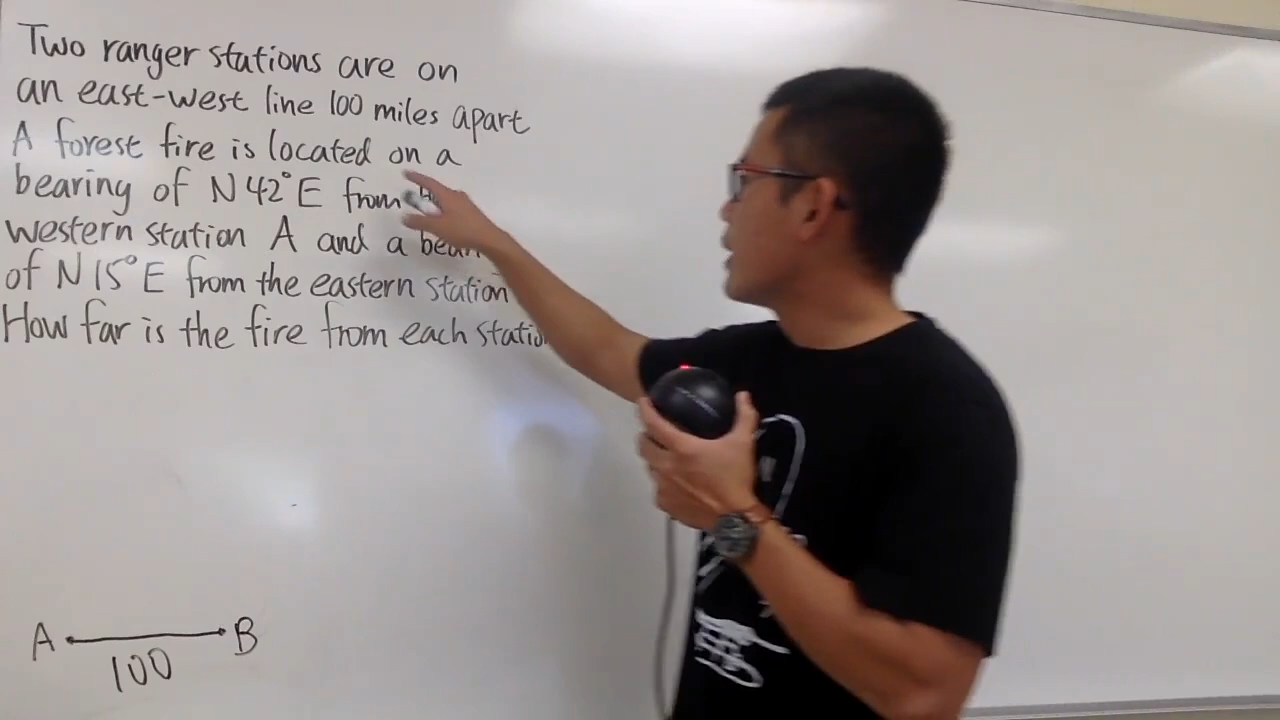 Two ranger stations are on
an east-west line 100 miles apart
A forest fire is located on a
bearing of N 42° E from
western station A and a
of N 15° E from the eastern station
How far is the fire from each
A B
100